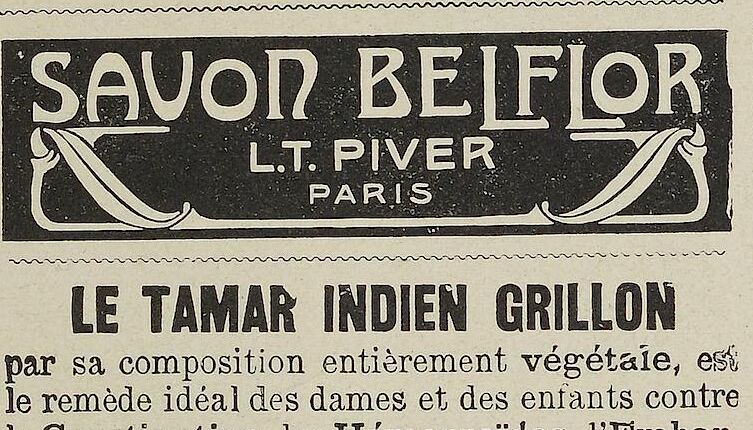 SAVON BELFLOR
L.T. PIVER
PARIS
LE TAMAR INDIEN GRILLON
par sa composition entièrement végétale, est
le remède idéal des dames et des enfants contre